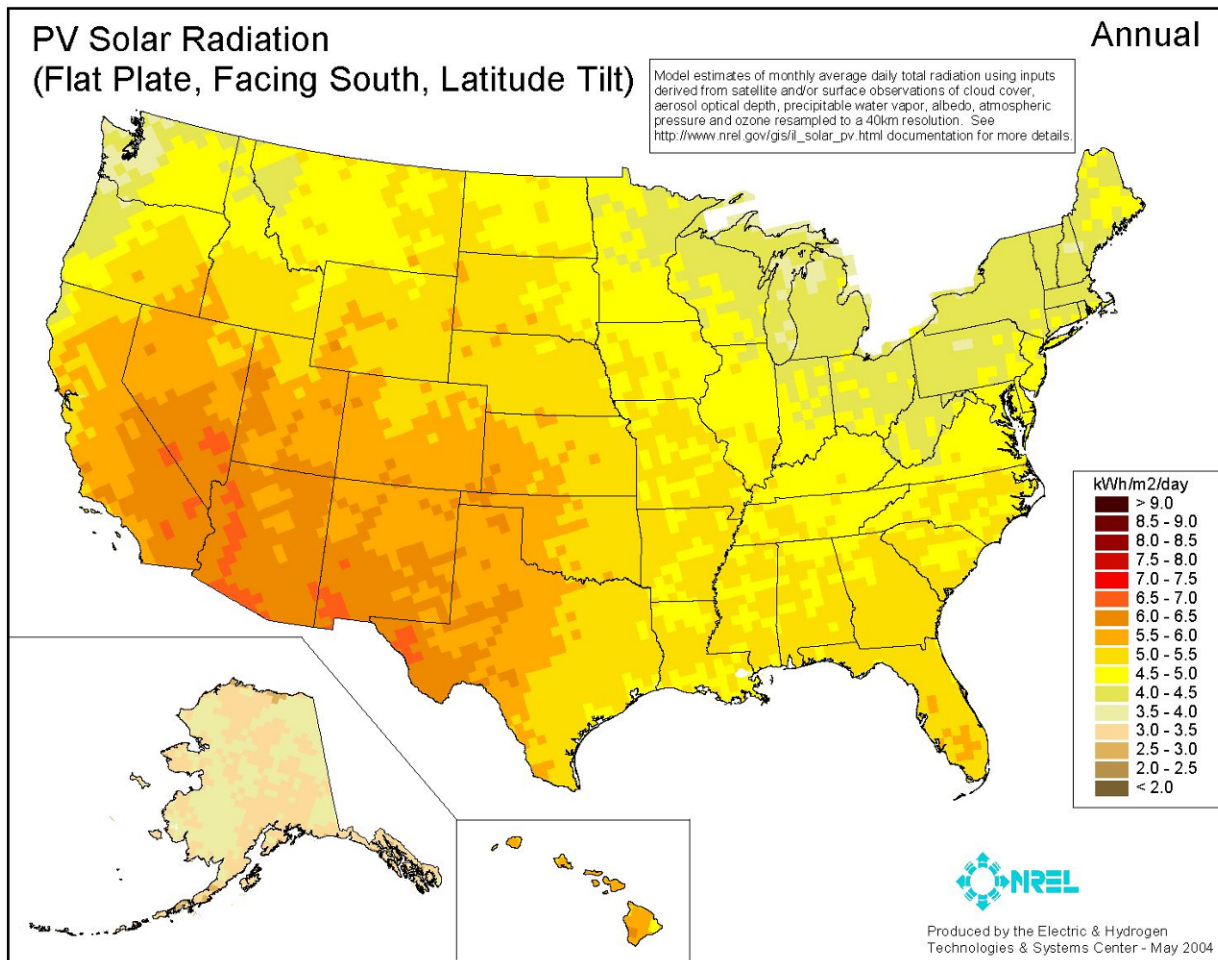 PV Solar Radiation
(Flat Plate, Facing South, Latitude Tilt)
Annual
Model estimates of monthly average daily total radiation using inputs
derived from satellite and/or surface observations of cloud cover,
aerosol optical depth, precipitable water vapor, albedo, atmospheric
pressure and ozone resampled to a 40km resolution. See
http://www.nrel.gov/gis/il_solar_pv.html documentation for more details.
kWh/m2/day
> 9.0
8.5 - 9.0
8.0 - 8.5
7.5 - 8.0
7.0 - 7.5
6.5 - 7.0
6.0 - 6.5
5.5 - 6.0
5.0 - 5.5
4.5 - 5.0
4.0 - 4.5
3.5 - 4.0
3.0 - 3.5
2.5 - 3.0
2.0 - 2.5
< 2.0
NREL
Produced by the Electric & Hydrogen
Technologies & Systems Center - May 2004